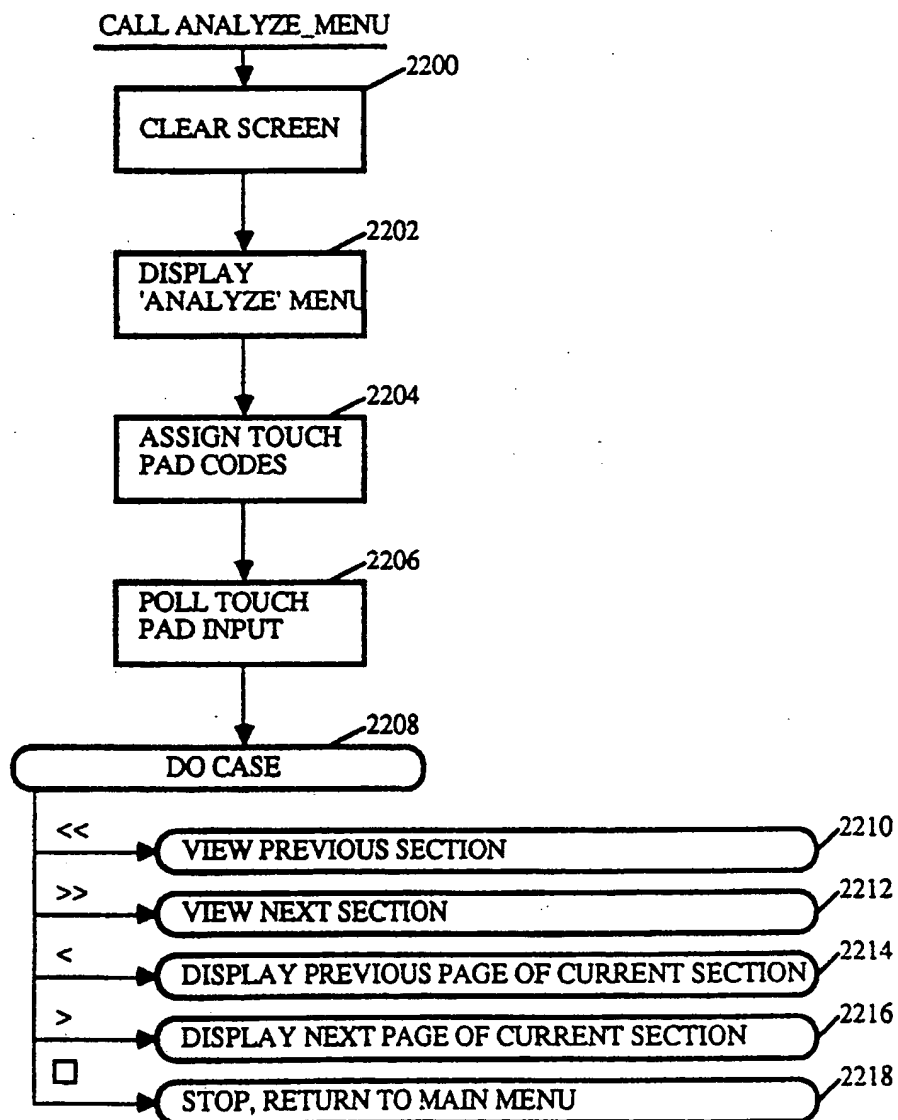 CALL ANALYZE_MENU
2200
CLEAR SCREEN
2202
DISPLAY
'ANALYZE' MENU
2204
ASSIGN TOUCH
PAD CODES
2206
POLL TOUCH
PAD INPUT
2208
DO CASE
<<
VIEW PREVIOUS SECTION
2210
>>
VIEW NEXT SECTION
2212
<
DISPLAY PREVIOUS PAGE OF CURRENT SECTION
2214
>
DISPLAY NEXT PAGE OF CURRENT SECTION
2216
□
STOP, RETURN TO MAIN MENU
2218